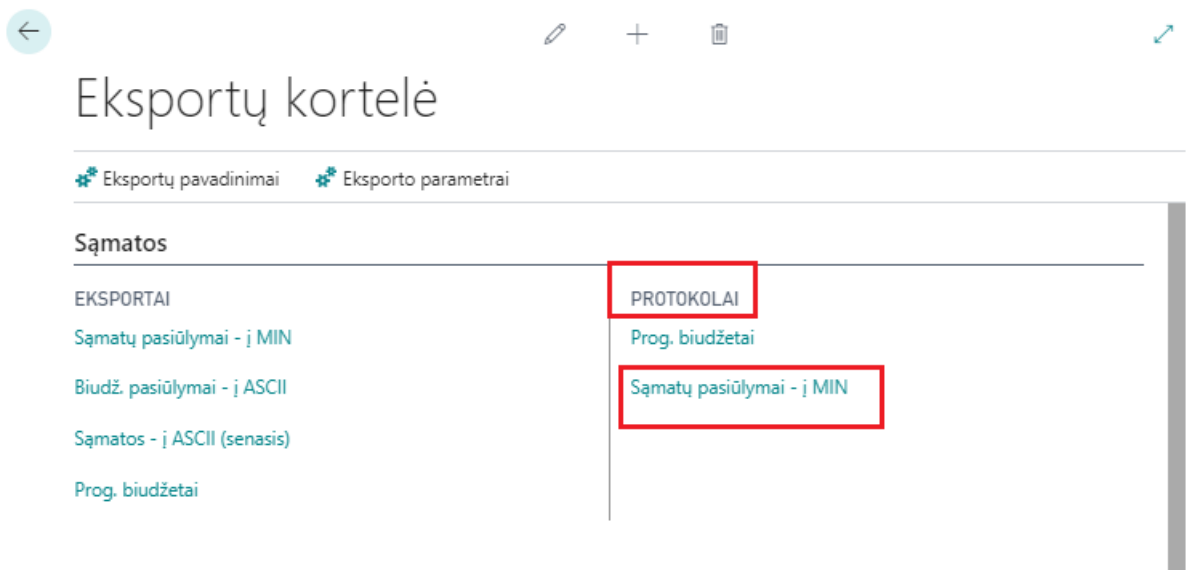 Eksportų kortelė
Eksportų pavadinimai
Eksporto parametrai
Sąmatos
EKSPORTAI
Sąmatų pasiūlymai - į MIN
Biudž. pasiūlymai - į ASCII
Sąmatos - į ASCII (senasis)
Prog. biudžetai
PROTOKOLAI
Prog. biudžetai
Sąmatų pasiūlymai - į MIN